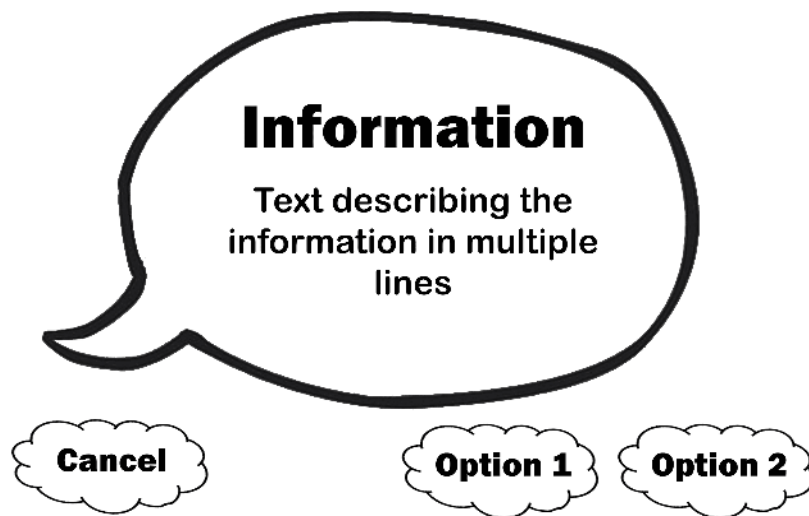 Information
Text describing the
information in multiple
lines
Cancel
Option 1
Option 2